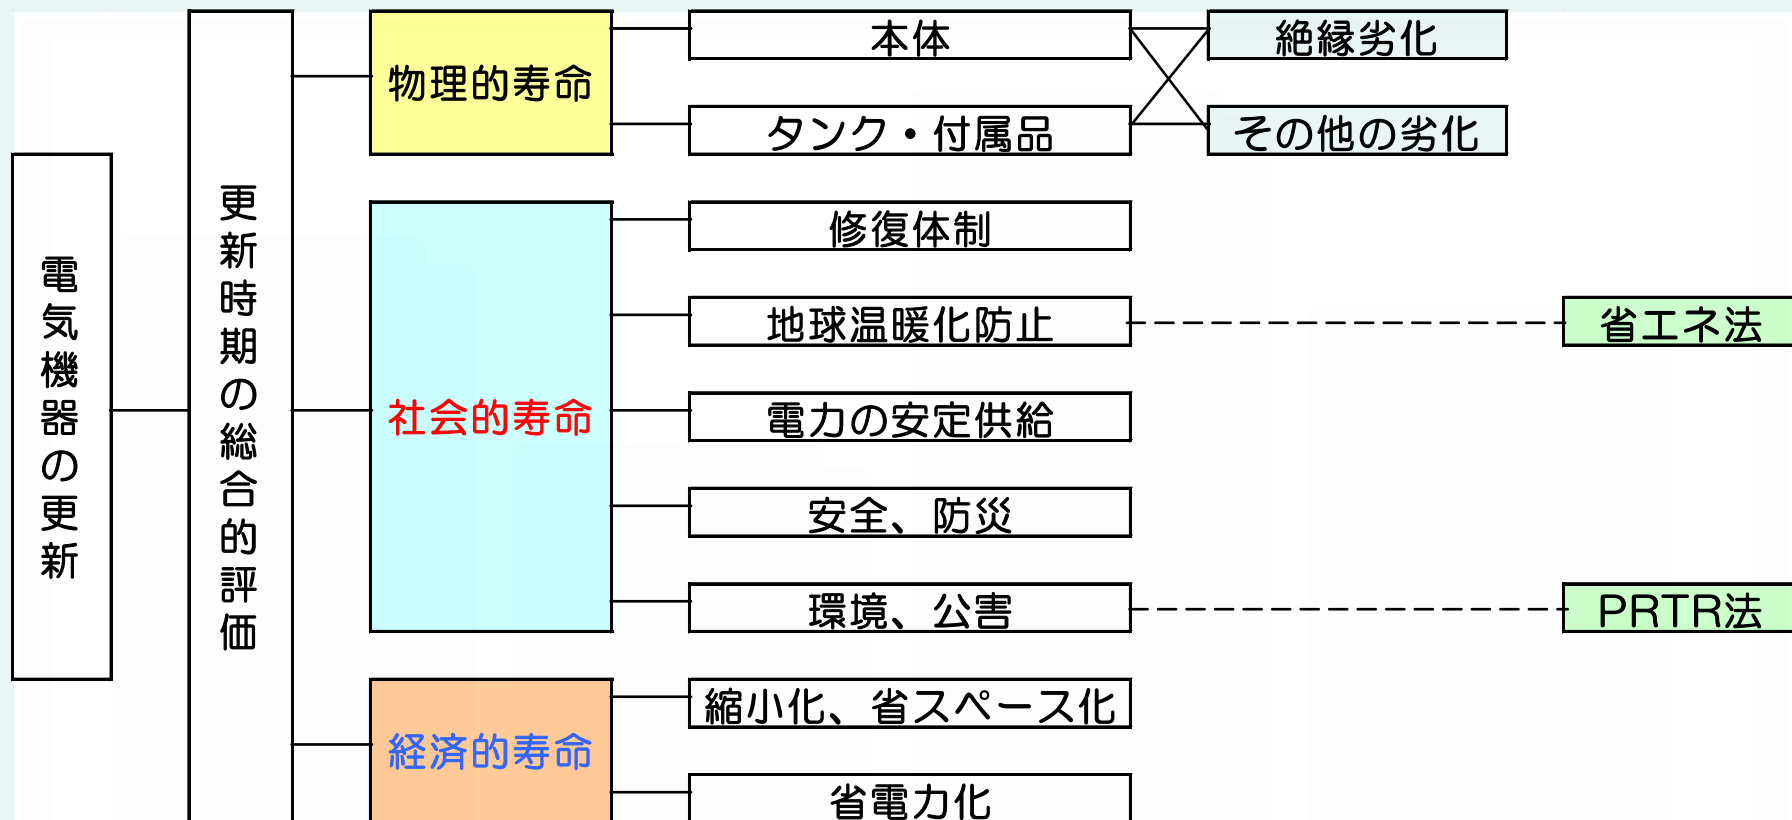 電気機器の更新
更新時期の総合的評価
物理的寿命
本体
絶縁劣化
タンク・付属品
その他の劣化
社会的寿命
修復体制
地球温暖化防止
省エネ法
電力の安定供給
安全、防災
環境、公害
PRTR法
経済的寿命
縮小化、省スペース化
省電力化